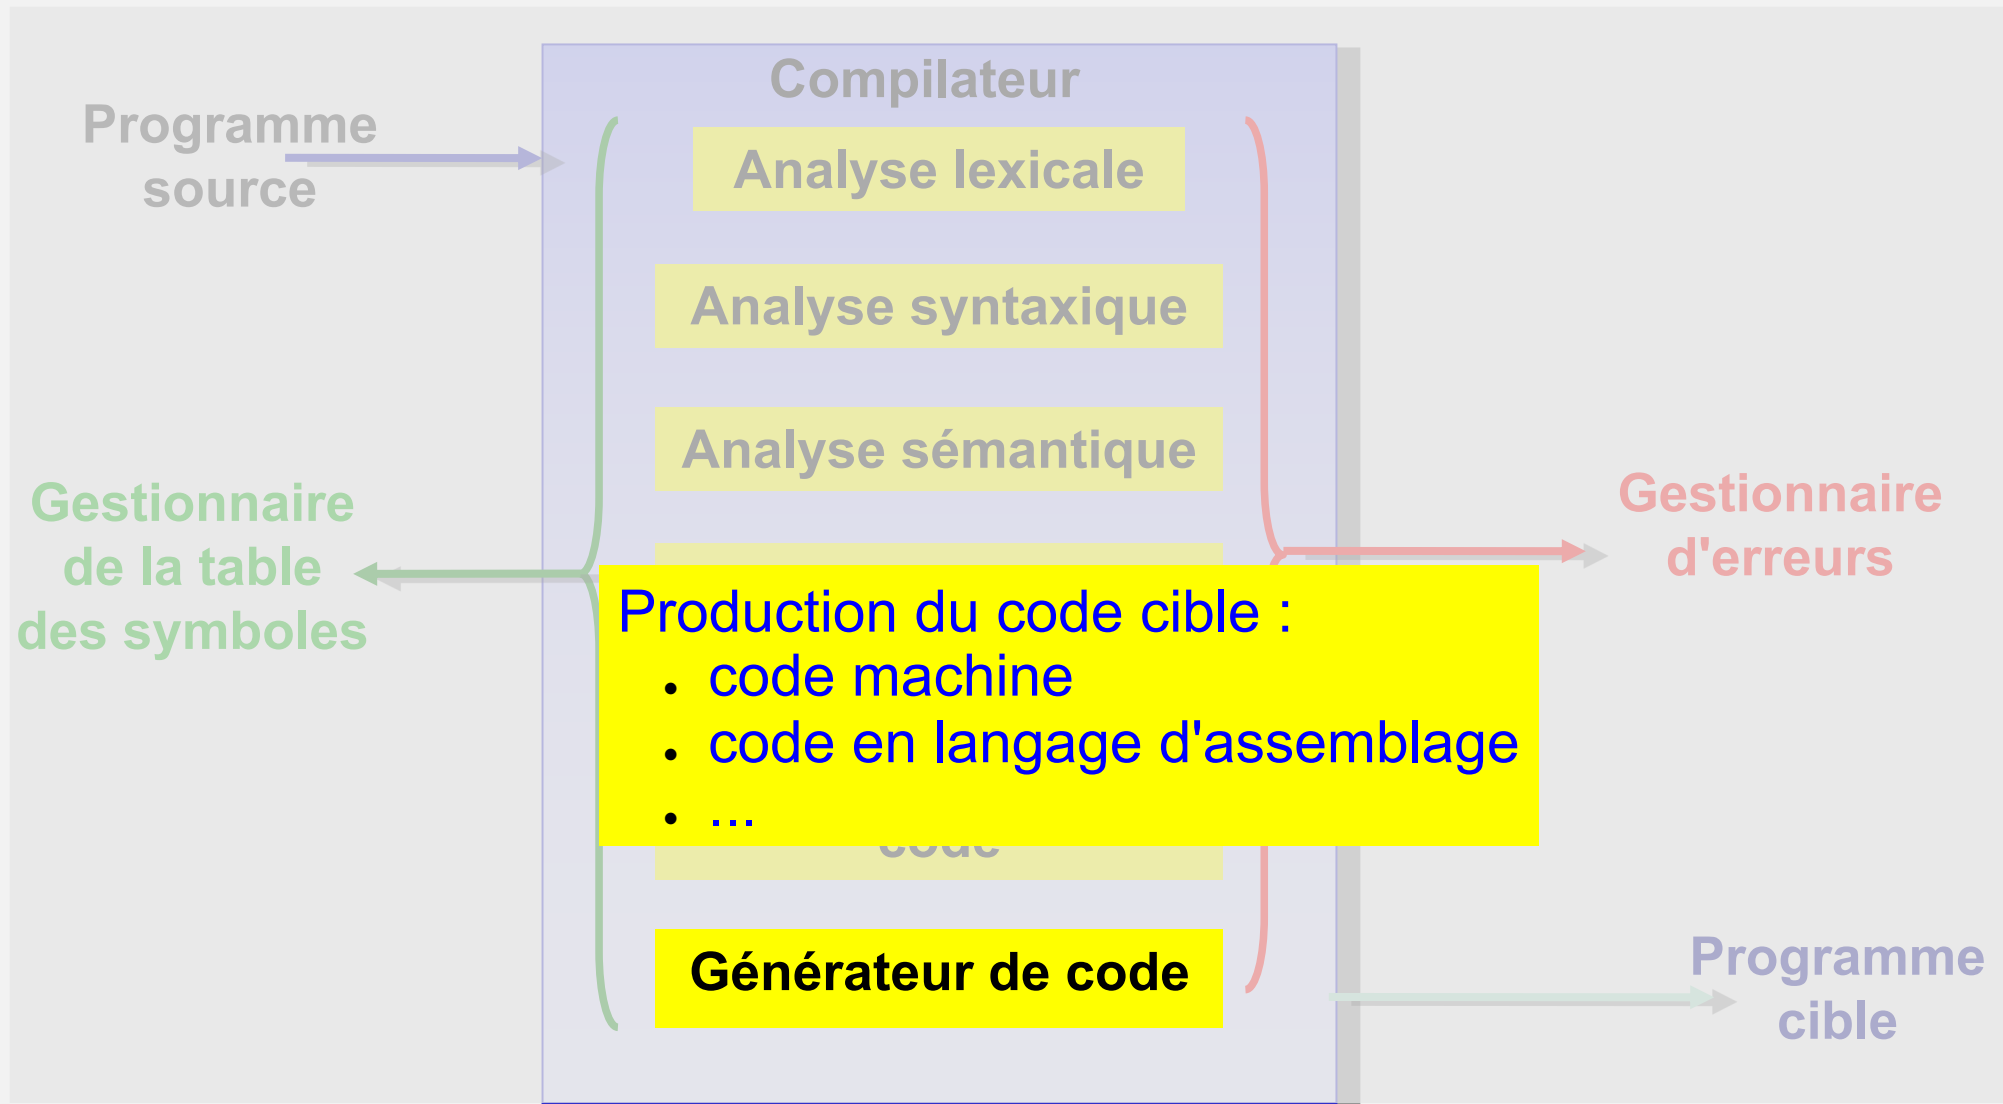 Compilateur
Programme
source
Analyse lexicale
Analyse syntaxique
Analyse sémantique
Gestionnaire
de la table
des symboles
Gestionnaire
d'erreurs
Production du code cible :
• code machine
• code en langage d'assemblage
• ...
code
Générateur de code
Programme
cible